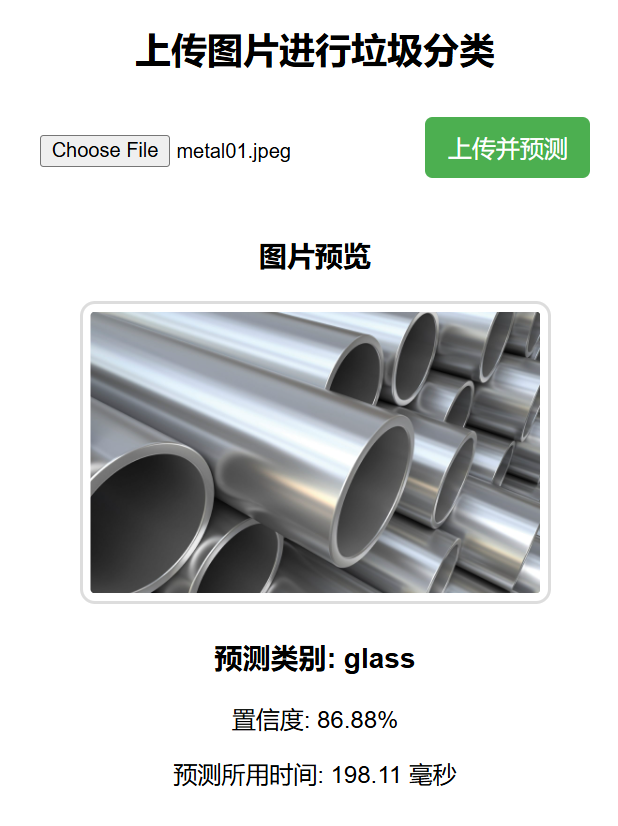 上传图片进行垃圾分类
Choose File metal01.jpeg
上传并预测
图片预览
预测类别: glass
置信度: 86.88%
预测所用时间: 198.11 毫秒